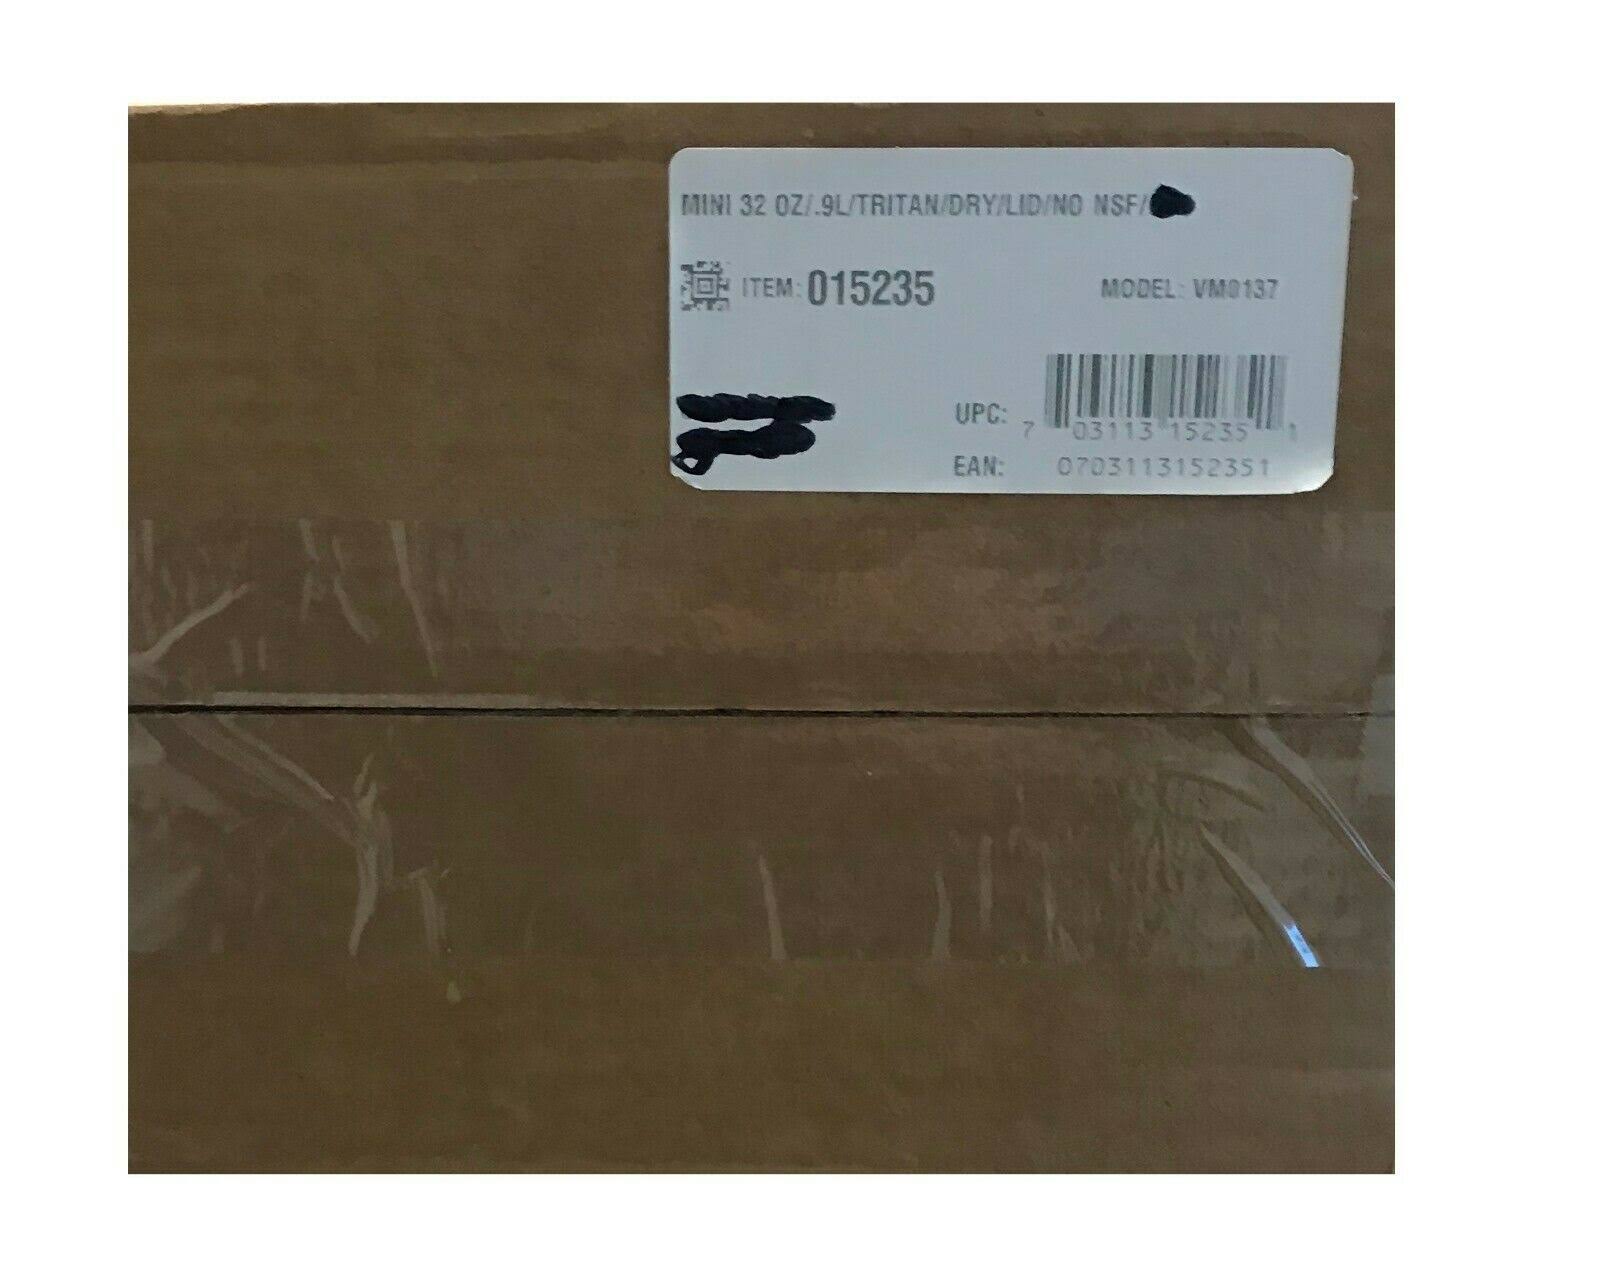 MINI 32 OZ/.9L/TRITAN/DRY/LID/NO NSF/
ITEM: 015235
MODEL: VM0137
UPC: 7 03113 15235 1
EAN: 0703113152351